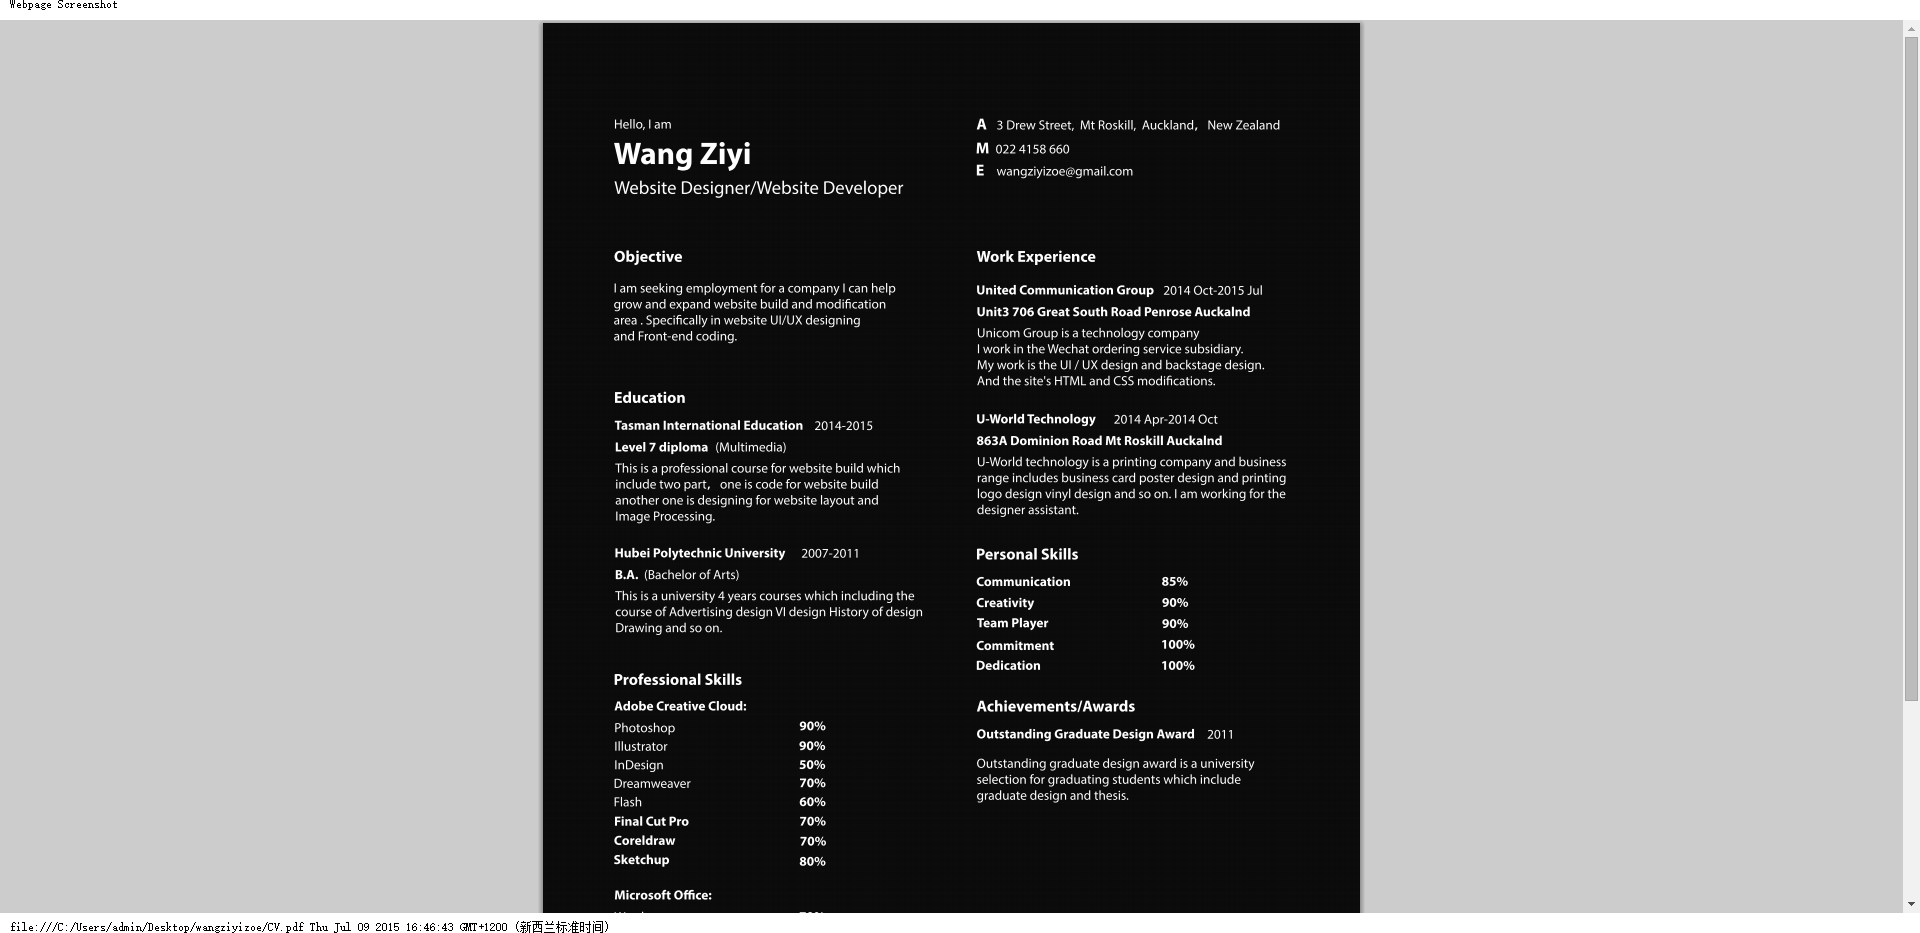 Webpage Screenshot
Hello, I am
Wang Ziyi
Website Designer/Website Developer
A 3 Drew Street, Mt Roskill, Auckland， New Zealand
M 022 4158 660
E wangziyizoe@gmail.com
Objective
I am seeking employment for a company I can help
grow and expand website build and modification
area . Specifically in website UI/UX designing
and Front-end coding.
Education
Tasman International Education 2014-2015
Level 7 diploma (Multimedia)
This is a professional course for website build which
include two part， one is code for website build
another one is designing for website layout and
Image Processing.
Hubei Polytechnic University 2007-2011
B.A. (Bachelor of Arts)
This is a university 4 years courses which including the
course of Advertising design VI design History of design
Drawing and so on.
Professional Skills
Adobe Creative Cloud:
Photoshop 90%
Illustrator 90%
InDesign 50%
Dreamweaver 70%
Flash 60%
Final Cut Pro 70%
Coreldraw 70%
Sketchup 80%
Microsoft Office:
Work Experience
United Communication Group 2014 Oct-2015 Jul
Unit3 706 Great South Road Penrose Auckalnd
Unicom Group is a technology company
I work in the Wechat ordering service subsidiary.
My work is the UI / UX design and backstage design.
And the site's HTML and CSS modifications.
U-World Technology 2014 Apr-2014 Oct
863A Dominion Road Mt Roskill Auckalnd
U-World technology is a printing company and business
range includes business card poster design and printing
logo design vinyl design and so on. I am working for the
designer assistant.
Personal Skills
Communication 85%
Creativity 90%
Team Player 90%
Commitment 100%
Dedication 100%
Achievements/Awards
Outstanding Graduate Design Award 2011
Outstanding graduate design award is a university
selection for graduating students which include
graduate design and thesis.
file:///C:/Users/admin/Desktop/wangziyizoe/CV.pdf Thu Jul 09 2015 16:46:43 GMT+1200 (新西兰标准时间)